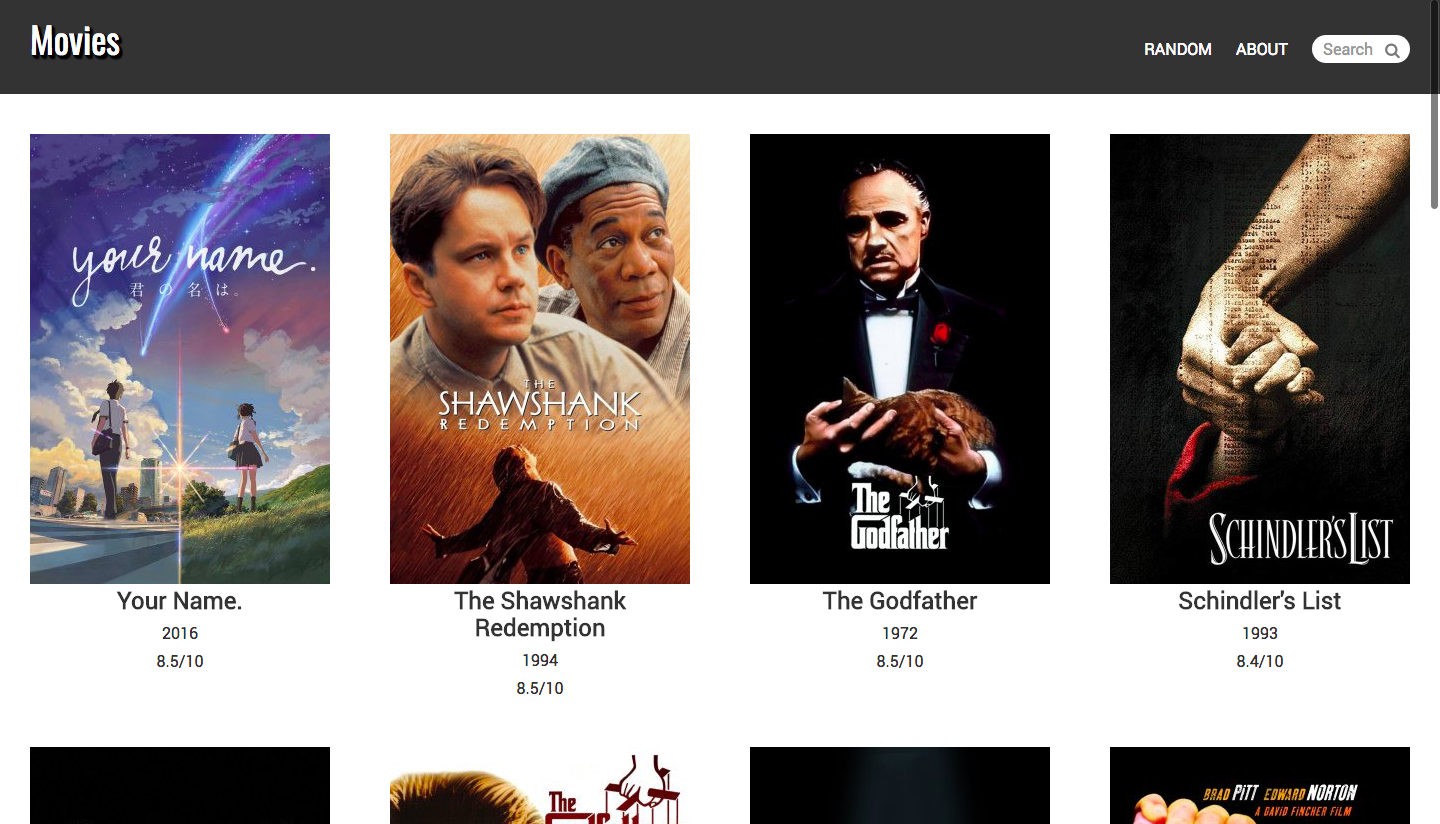 Movies
RANDOM
ABOUT
Search
your name.
君の名は。
THE
SHAWSHANK
REDEMPTION
The
Godfather
SCHINDLER'S LIST
Your Name.
2016
8.5/10
The Shawshank
Redemption
1994
8.5/10
The Godfather
1972
8.5/10
Schindler's List
1993
8.4/10
The
BRAD PITT EDWARD NORTON
A DAVID FINCHER FILM